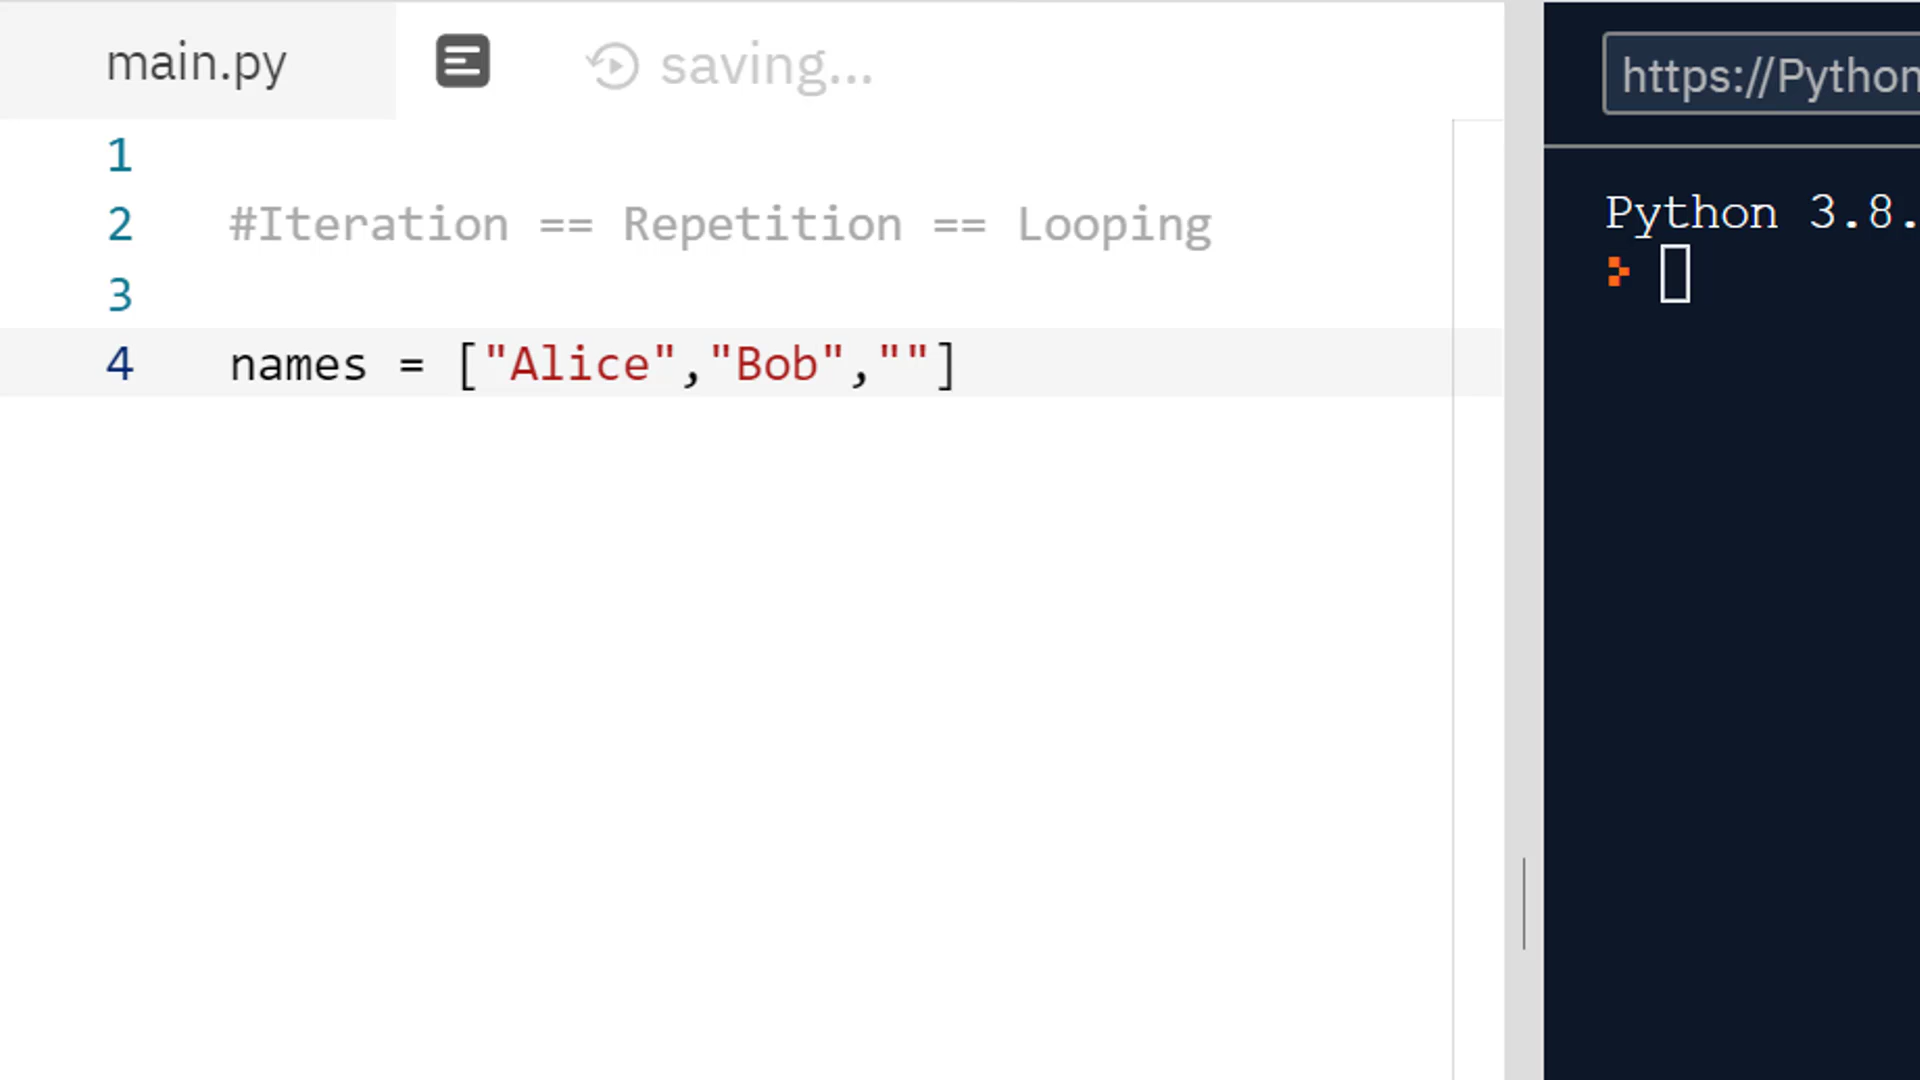 main.py
saving...
https://Python
1
2 #Iteration == Repetition == Looping
3
4 names = ["Alice","Bob",""]
Python 3.8.